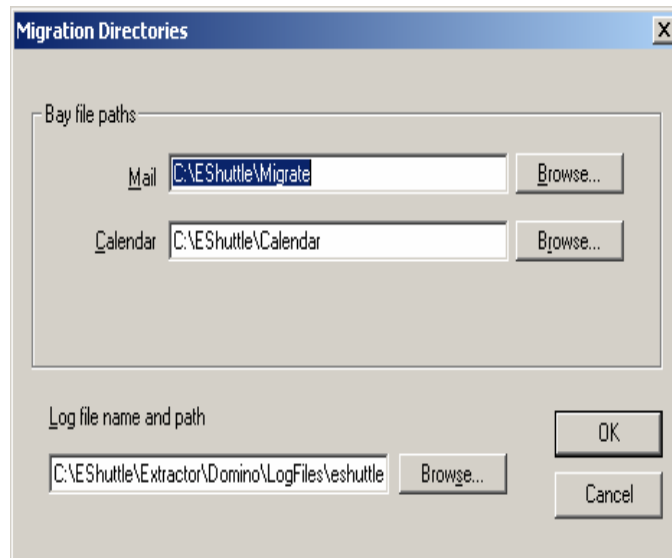 Migration Directories
Bay file paths
Mail C:\EShuttle\Migrate Browse...
Calendar C:\EShuttle\Calendar Browse...
Log file name and path
C:\EShuttle\Extractor\Domino\LogFiles\eshuttle Browse...
OK
Cancel